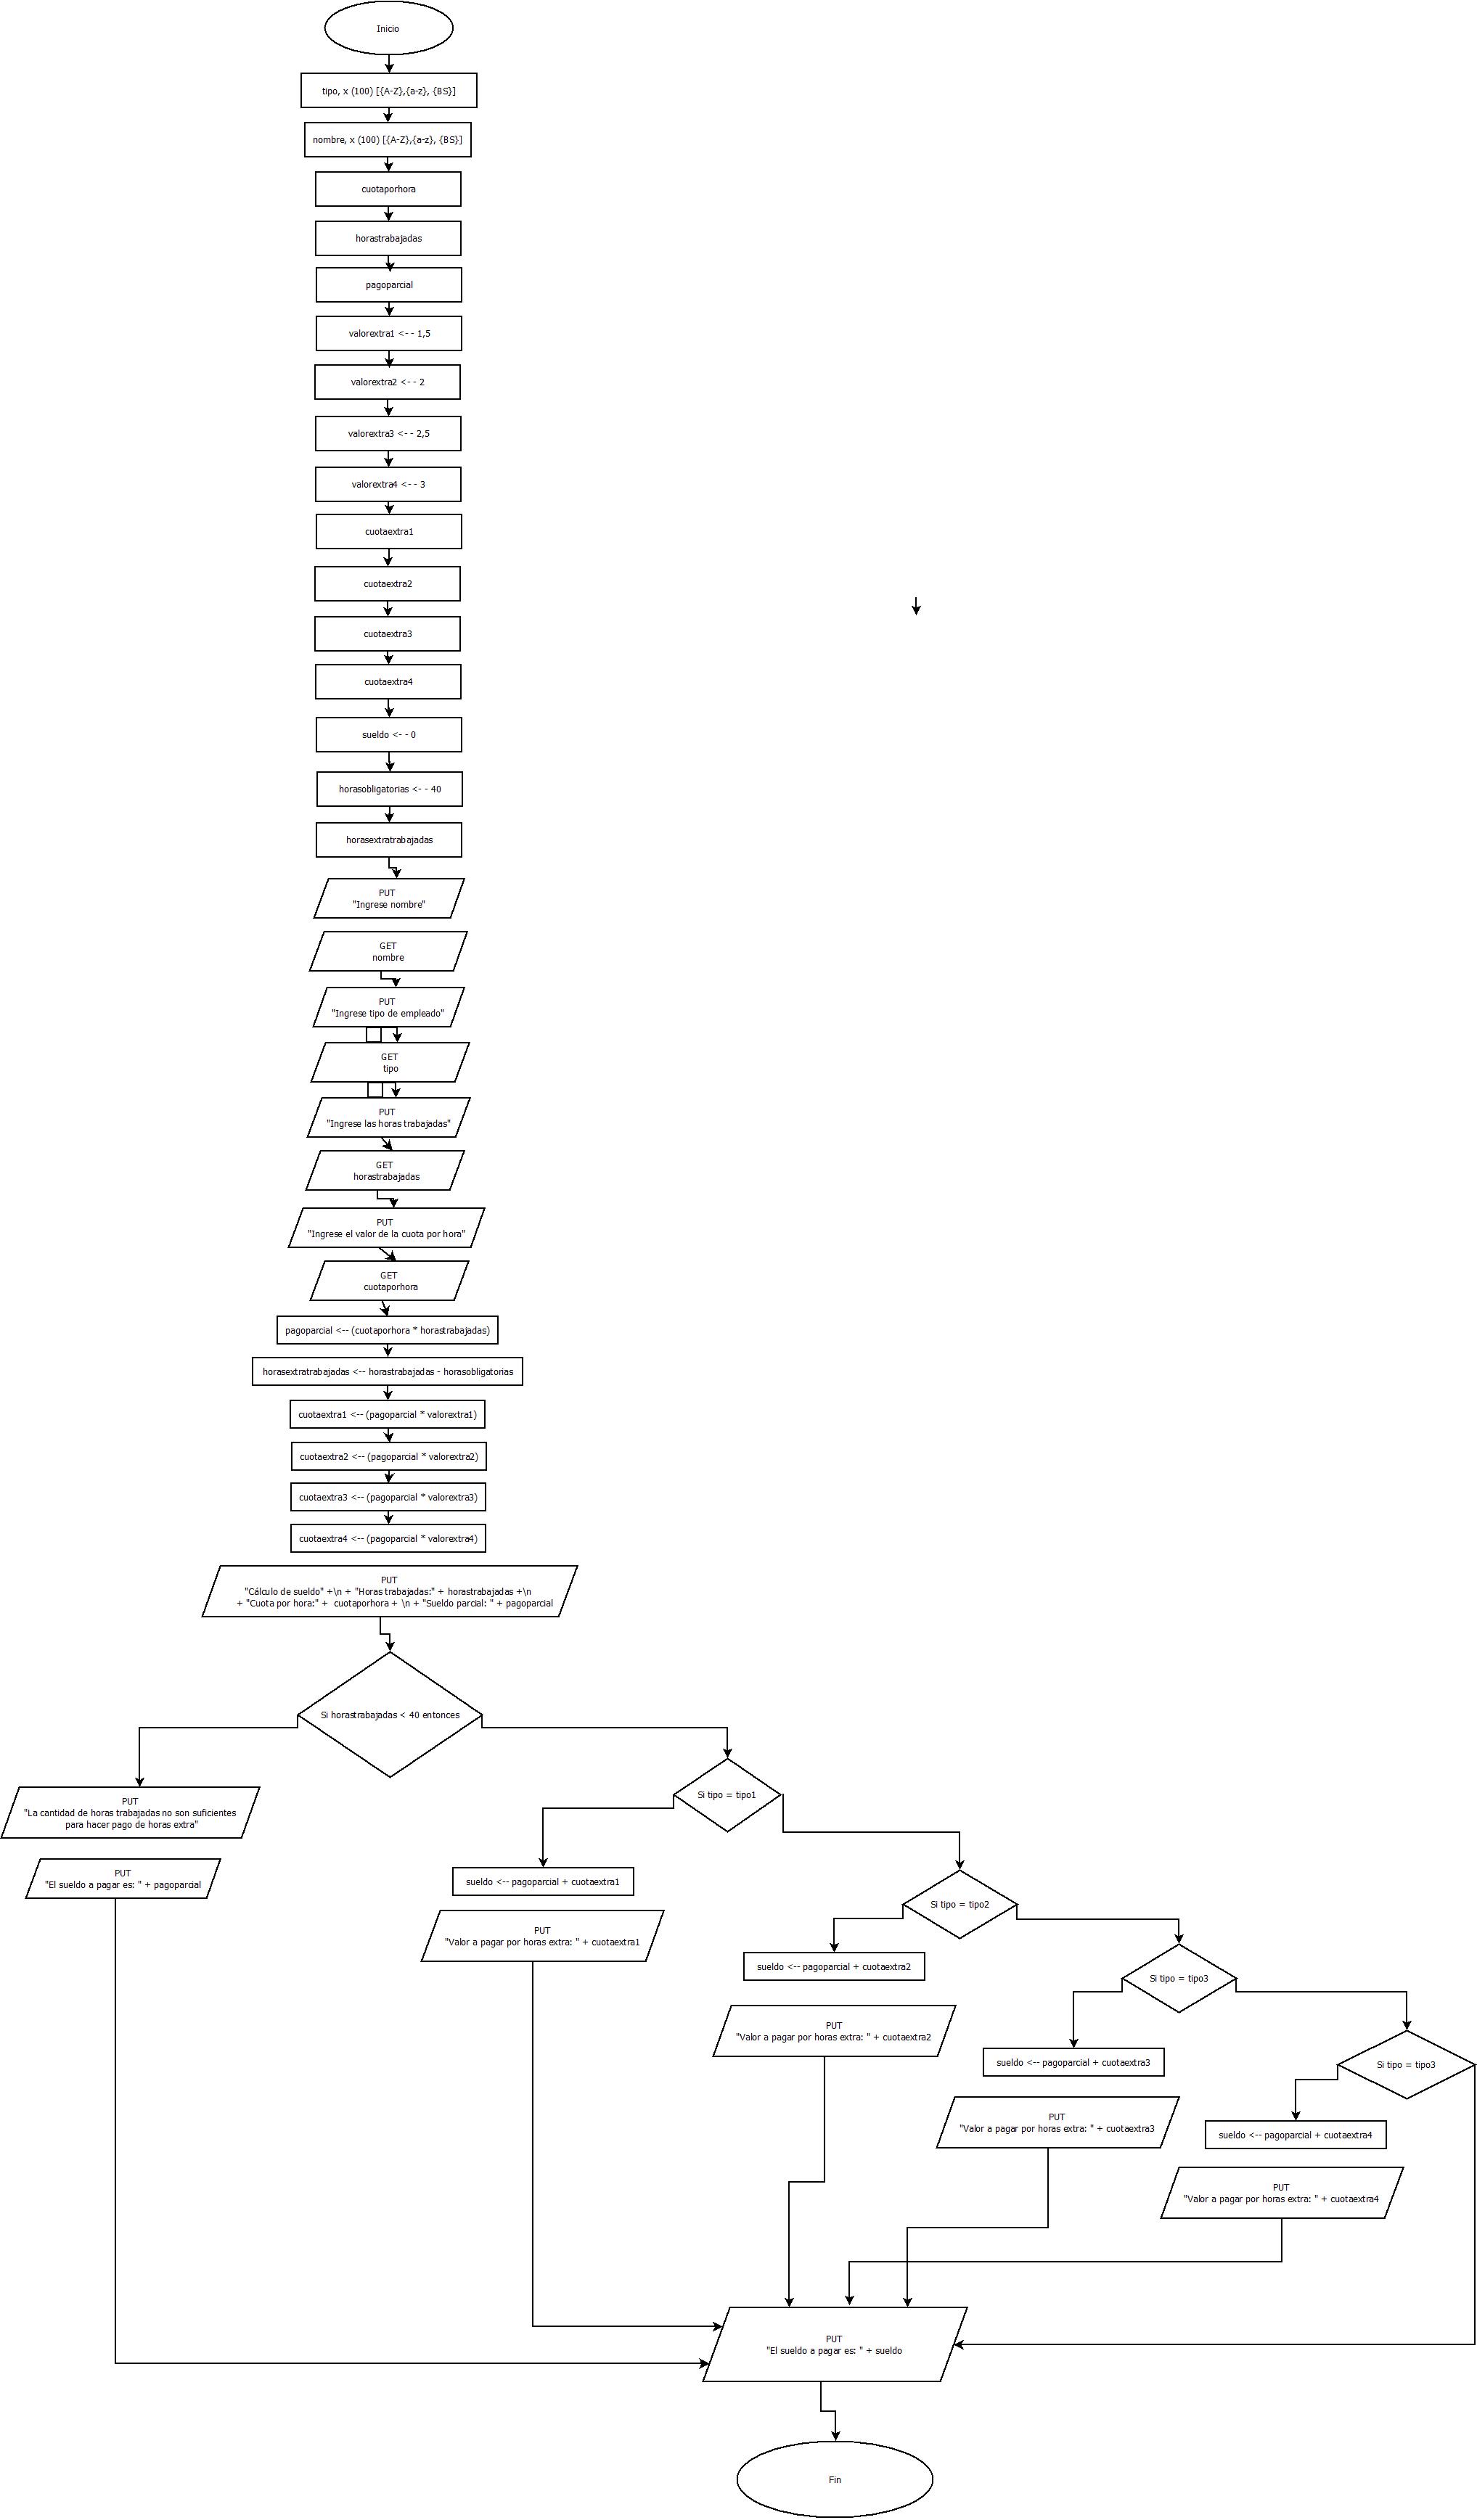 Inicio
tipo, x (100) [{A-Z},{a-z}, {BS}]
nombre, x (100) [{A-Z},{a-z}, {BS}]
cuotaporhora
horastrabajadas
pagoparcial
valorextra1 <- - 1,5
valorextra2 <- - 2
valorextra3 <- - 2,5
valorextra4 <- - 3
cuotaextra1
cuotaextra2
cuotaextra3
cuotaextra4
sueldo <- - 0
horasobligatorias <- - 40
horasextratrabajadas
PUT
"Ingrese nombre"
GET
nombre
PUT
"Ingrese tipo de empleado"
GET
tipo
PUT
"Ingrese las horas trabajadas"
GET
horastrabajadas
PUT
"Ingrese el valor de la cuota por hora"
GET
cuotaporhora
pagoparcial <-- (cuotaporhora * horastrabajadas)
horasextratrabajadas <-- horastrabajadas - horasobligatorias
cuotaextra1 <-- (pagoparcial * valorextra1)
cuotaextra2 <-- (pagoparcial * valorextra2)
cuotaextra3 <-- (pagoparcial * valorextra3)
cuotaextra4 <-- (pagoparcial * valorextra4)
PUT
"Cálculo de sueldo" +\n + "Horas trabajadas:" + horastrabajadas +\n
+ "Cuota por hora:" + cuotaporhora + \n + "Sueldo parcial: " + pagoparcial
Si horastrabajadas < 40 entonces
PUT
"La cantidad de horas trabajadas no son suficientes
para hacer pago de horas extra"
PUT
"El sueldo a pagar es: " + pagoparcial
Si tipo = tipo1
sueldo <-- pagoparcial + cuotaextra1
PUT
"Valor a pagar por horas extra: " + cuotaextra1
Si tipo = tipo2
sueldo <-- pagoparcial + cuotaextra2
PUT
"Valor a pagar por horas extra: " + cuotaextra2
Si tipo = tipo3
sueldo <-- pagoparcial + cuotaextra3
PUT
"Valor a pagar por horas extra: " + cuotaextra3
Si tipo = tipo3
sueldo <-- pagoparcial + cuotaextra4
PUT
"Valor a pagar por horas extra: " + cuotaextra4
PUT
"El sueldo a pagar es: " + sueldo
Fin